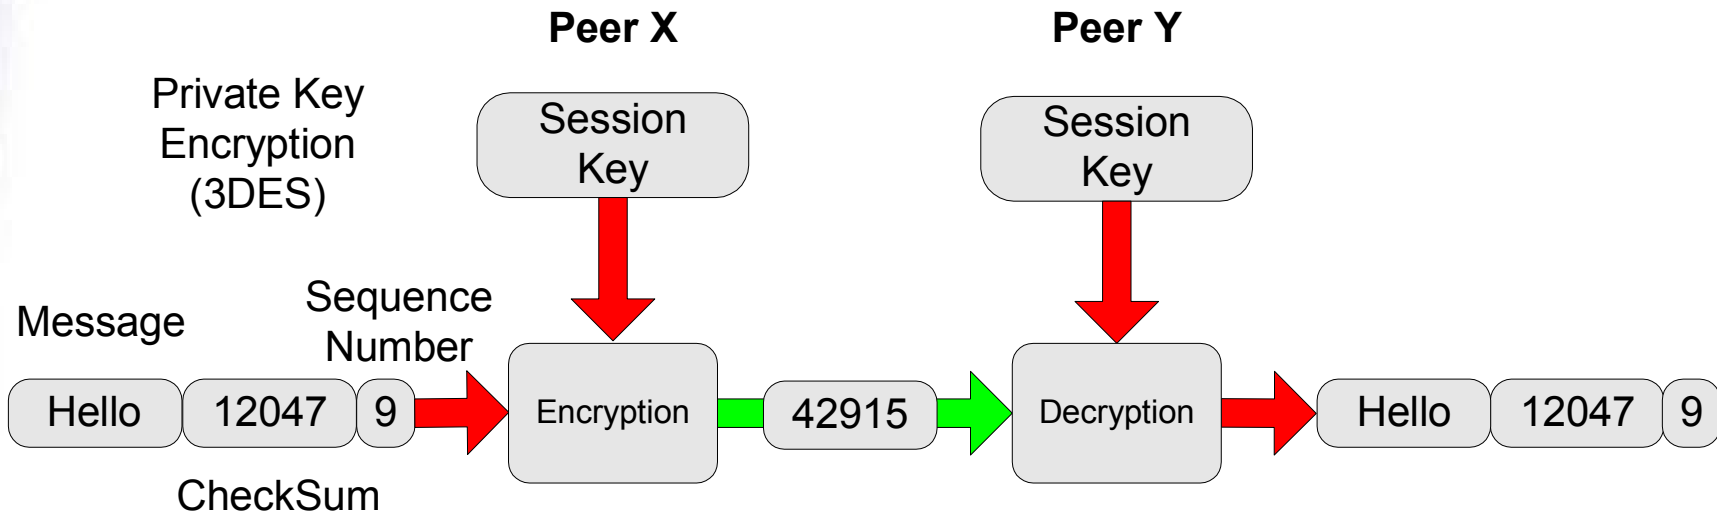 Peer X
Peer Y
Private Key
Encryption
(3DES)
Session
Key
Session
Key
Message
Sequence
Number
Hello
12047
9
Encryption
42915
Decryption
Hello
12047
9
CheckSum